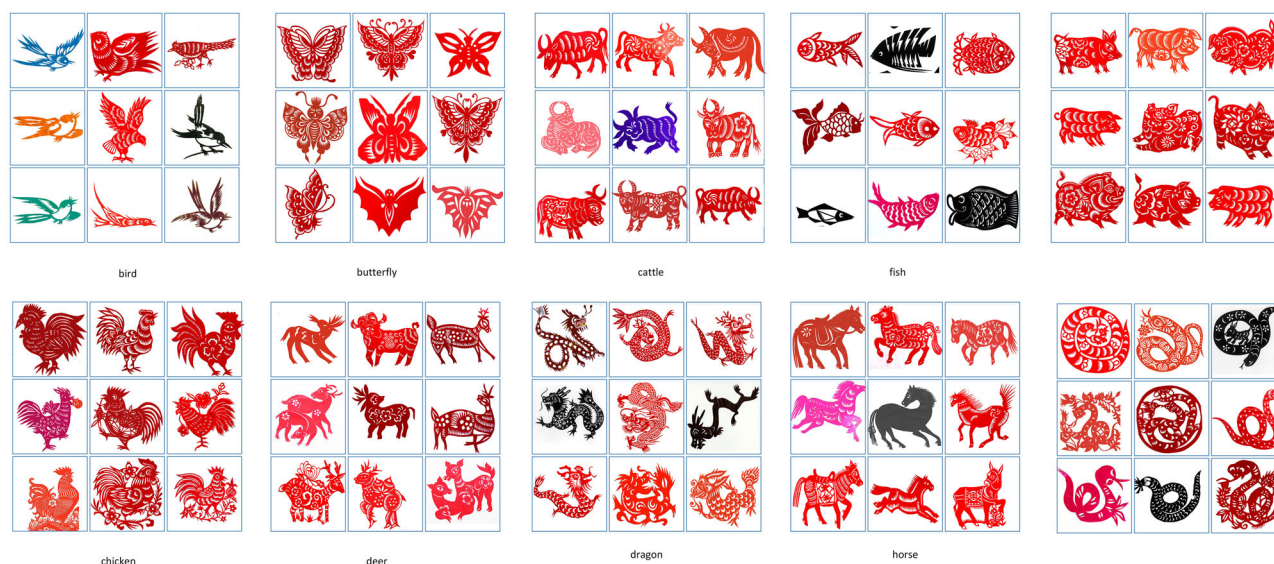 bird
butterfly
cattle
fish
chicken
deer
dragon
horse